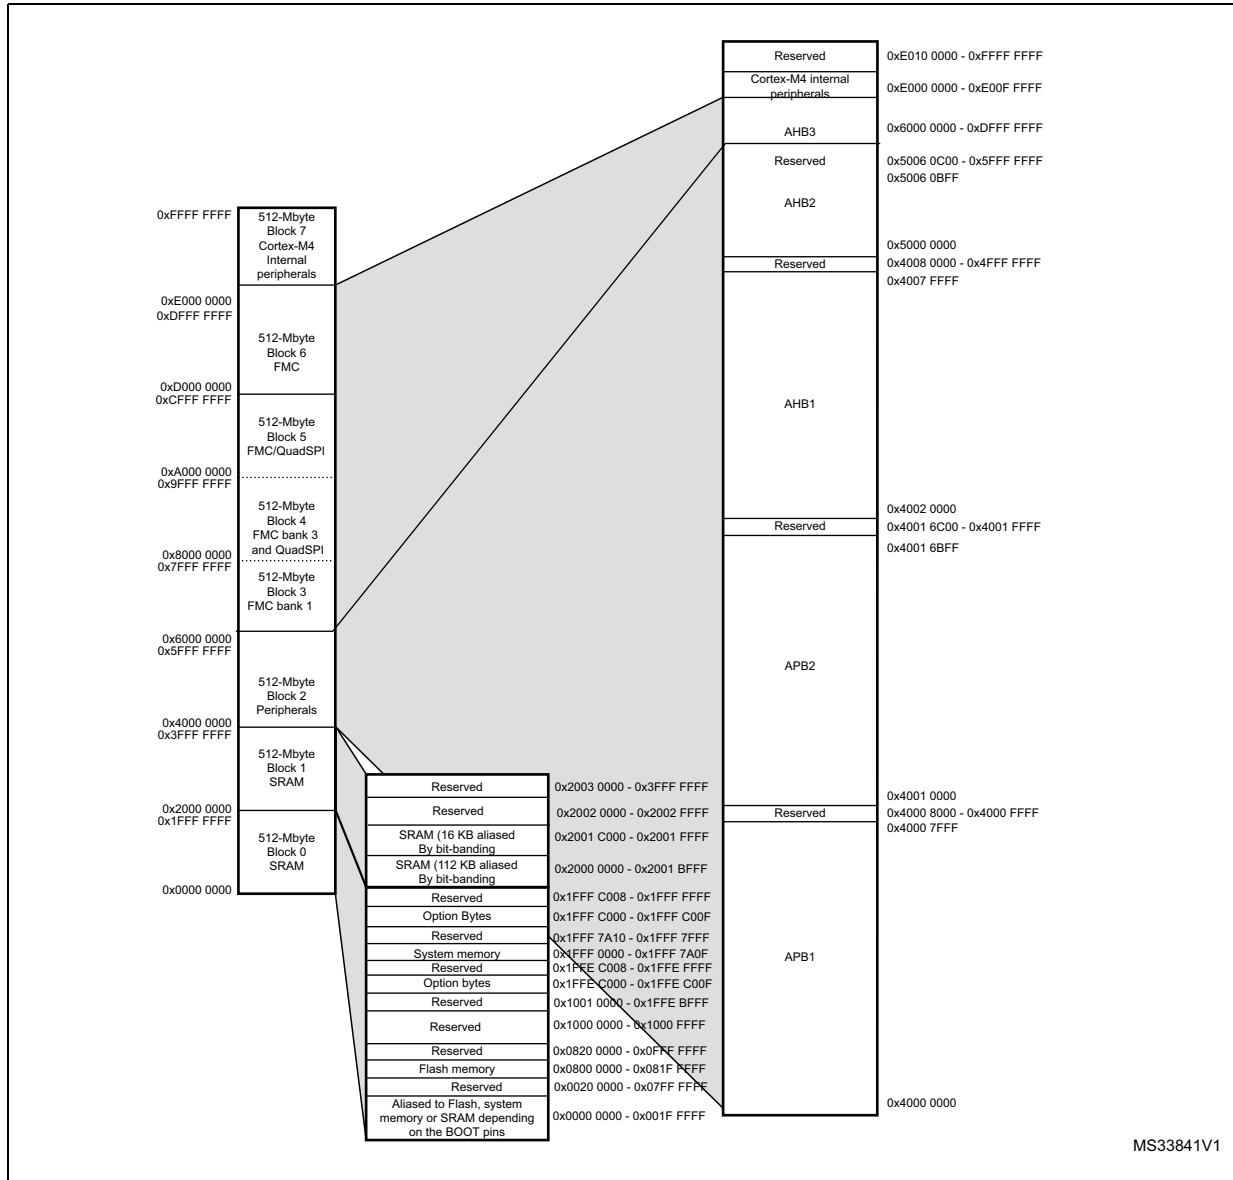 0xFFFF FFFF
512-Mbyte
Block 7
Cortex-M4
Internal
peripherals
0xE000 0000
0xDFFF FFFF
512-Mbyte
Block 6
FMC
0xD000 0000
0xCFFF FFFF
512-Mbyte
Block 5
FMC/QuadSPI
0xA000 0000
0x9FFF FFFF
512-Mbyte
Block 4
FMC bank 3
and QuadSPI
0x8000 0000
0x7FFF FFFF
512-Mbyte
Block 3
FMC bank 1
0x6000 0000
0x5FFF FFFF
512-Mbyte
Block 2
Peripherals
0x4000 0000
0x3FFF FFFF
512-Mbyte
Block 1
SRAM
0x2000 0000
0x1FFF FFFF
512-Mbyte
Block 0
SRAM
0x0000 0000
Reserved 0x2003 0000 - 0x3FFF FFFF
Reserved 0x2002 0000 - 0x2002 FFFF
SRAM (16 KB aliased
By bit-banding
0x2001 C000 - 0x2001 FFFF
SRAM (112 KB aliased
By bit-banding
0x2000 0000 - 0x2001 BFFF
Reserved 0x1FFF C008 - 0x1FFF FFFF
Option Bytes 0x1FFF C000 - 0x1FFF C00F
Reserved 0x1FFF 7A10 - 0x1FFF 7FFF
System memory 0x1FFF 0000 - 0x1FFF 7A0F
Reserved 0x1FFE C008 - 0x1FFE FFFF
Option bytes 0x1FFE C000 - 0x1FFE C00F
Reserved 0x1001 0000 - 0x1FFE BFFF
Reserved 0x1000 0000 - 0x1000 FFFF
Reserved 0x0820 0000 - 0x0FFF FFFF
Flash memory 0x0800 0000 - 0x081F FFFF
Reserved 0x0020 0000 - 0x07FF FFFF
Aliased to Flash, system
memory or SRAM depending
on the BOOT pins
0x0000 0000 - 0x001F FFFF
Reserved 0xE010 0000 - 0xFFFF FFFF
Cortex-M4 internal
peripherals
0xE000 0000 - 0xE00F FFFF
AHB3 0x6000 0000 - 0xDFFF FFFF
Reserved 0x5006 0C00 - 0x5FFF FFFF
0x5006 0BFF
AHB2
0x5000 0000
Reserved 0x4008 0000 - 0x4FFF FFFF
0x4007 FFFF
AHB1
0x4002 0000
Reserved 0x4001 6C00 - 0x4001 FFFF
0x4001 6BFF
APB2
0x4001 0000
Reserved 0x4000 8000 - 0x4000 FFFF
0x4000 7FFF
APB1
0x4000 0000
MS33841V1